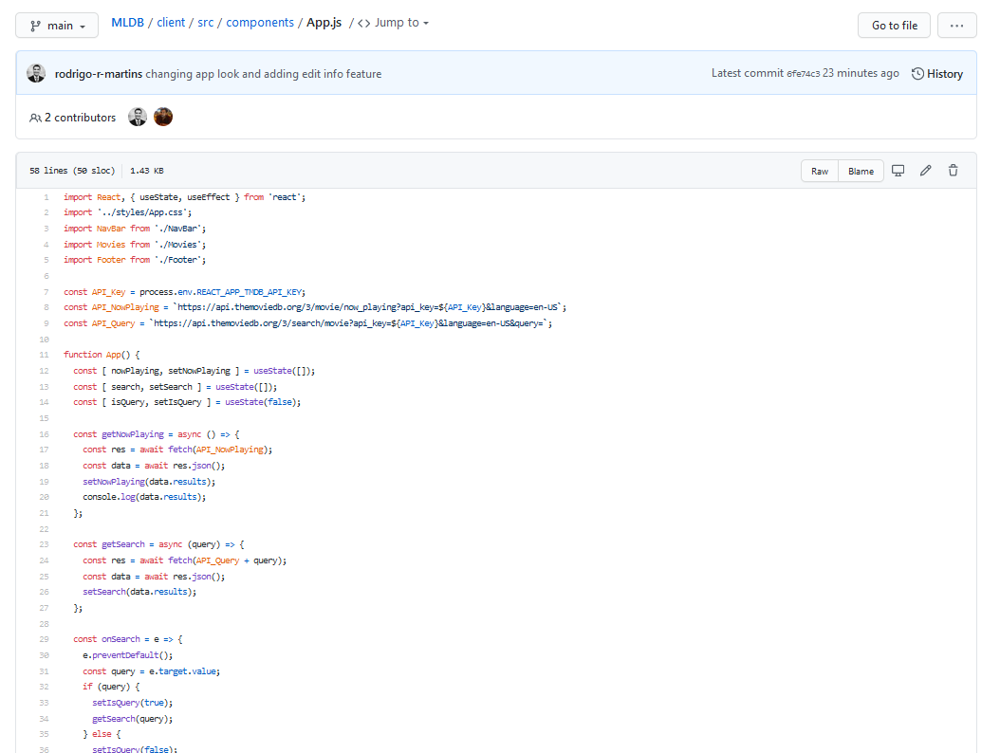 main
MLDB / client / src / components / App.js / <> Jump to
Go to file
...
rodrigo-r-martins changing app look and adding edit info feature
Latest commit 6fe74c3 23 minutes ago
History
2 contributors
58 lines (50 sloc) 1.43 KB
Raw Blame
1 import React, { useState, useEffect } from 'react';
2 import '../styles/App.css';
3 import NavBar from './NavBar';
4 import Movies from './Movies';
5 import Footer from './Footer';
6
7 const API_Key = process.env.REACT_APP_TMDB_API_KEY;
8 const API_NowPlaying = `https://api.themoviedb.org/3/movie/now_playing?api_key=${API_Key}&language=en-US`;
9 const API_Query = `https://api.themoviedb.org/3/search/movie?api_key=${API_Key}&language=en-US&query=`;
10
11 function App() {
12 const [ nowPlaying, setNowPlaying ] = useState([]);
13 const [ search, setSearch ] = useState([]);
14 const [ isQuery, setIsQuery ] = useState(false);
15
16 const getNowPlaying = async () => {
17 const res = await fetch(API_NowPlaying);
18 const data = await res.json();
19 setNowPlaying(data.results);
20 console.log(data.results);
21 };
22
23 const getSearch = async (query) => {
24 const res = await fetch(API_Query + query);
25 const data = await res.json();
26 setSearch(data.results);
27 };
28
29 const onSearch = e => {
30 e.preventDefault();
31 const query = e.target.value;
32 if (query) {
33 setIsQuery(true);
34 getSearch(query);
35 } else {
36 setIsQuery(false);